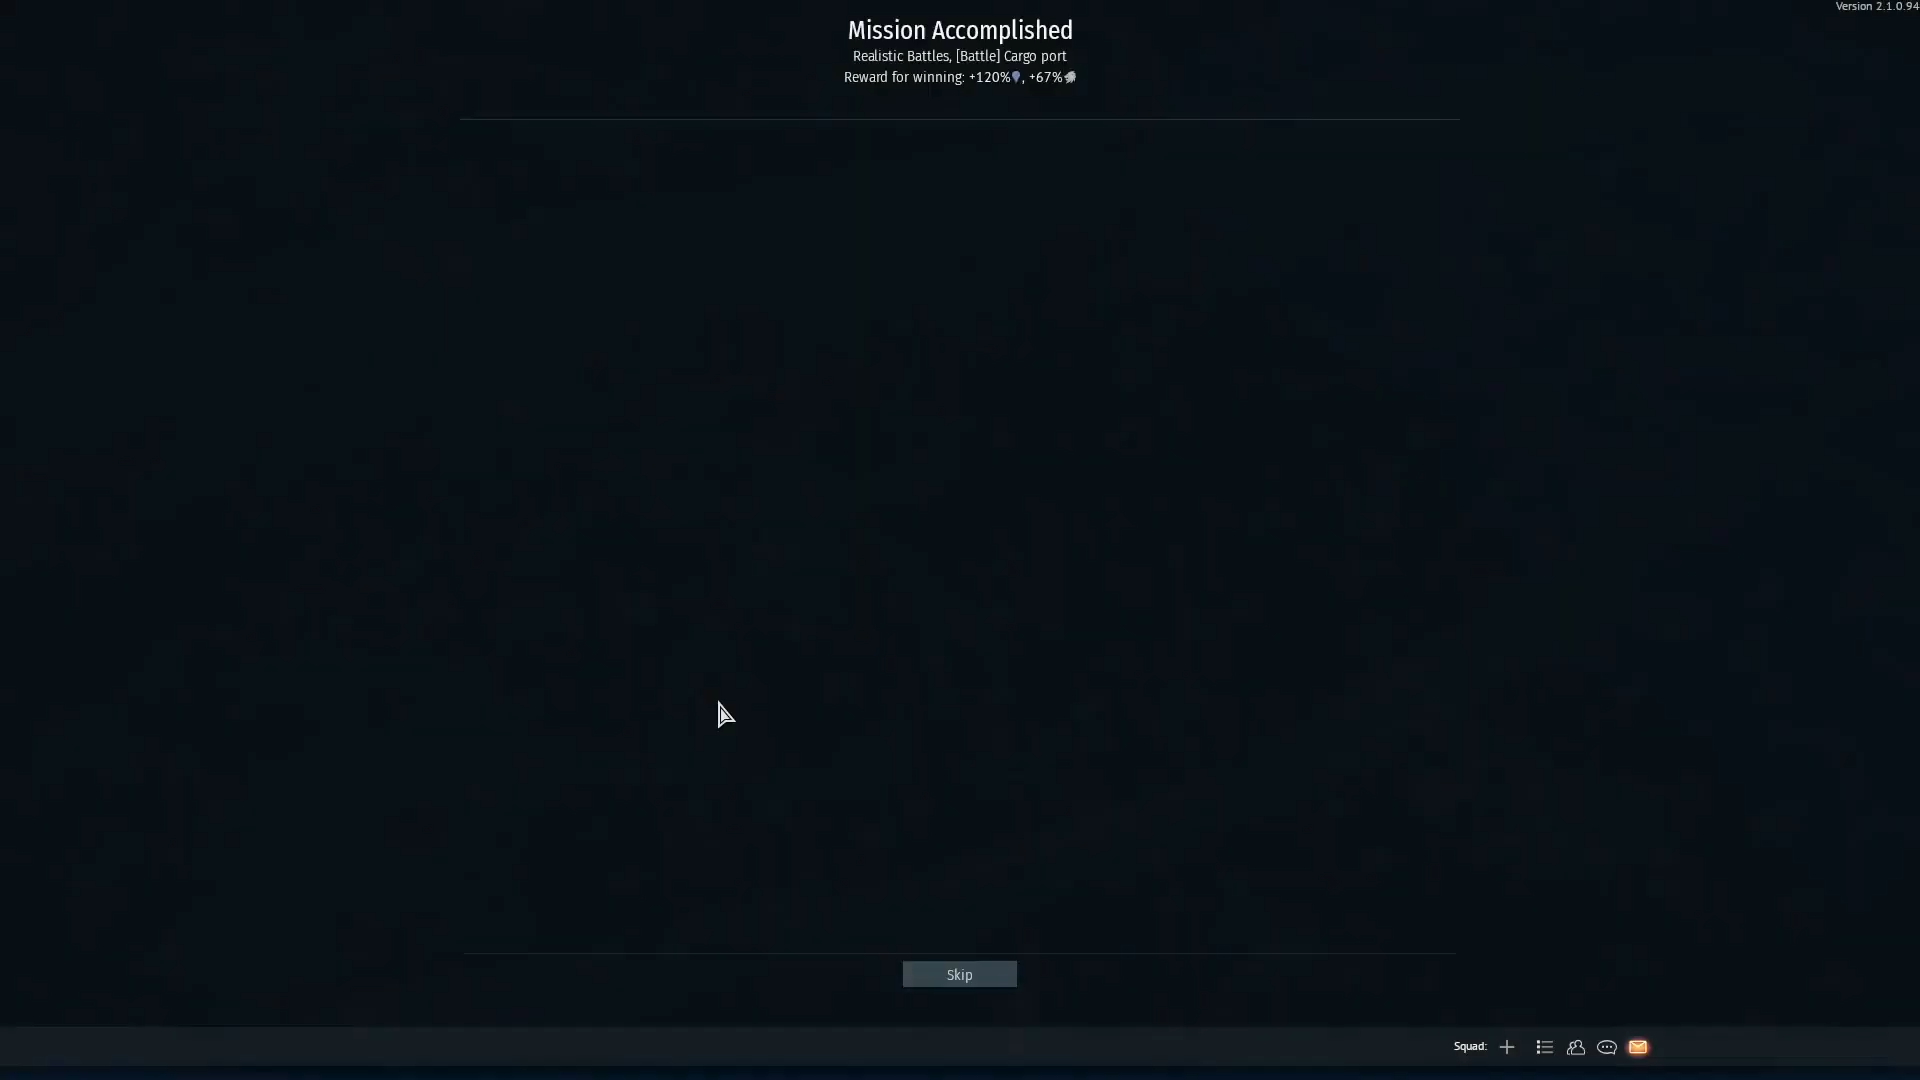 Version 2.1.0.94
Mission Accomplished
Realistic Battles, [Battle] Cargo port
Reward for winning: +120%, +67%
Skip
Squad: